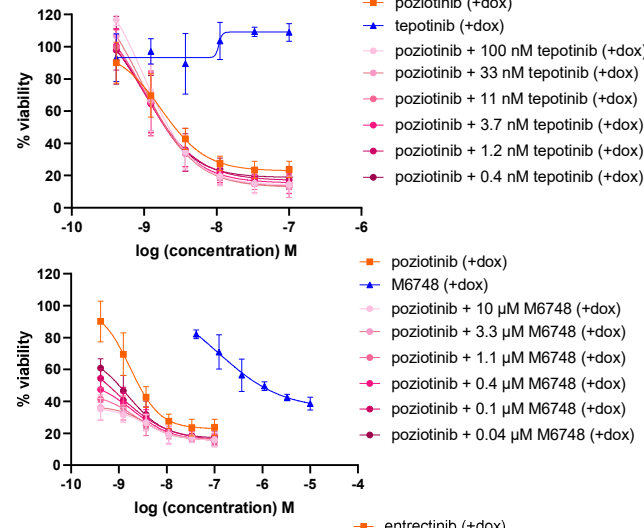 poziotinib (+dox)
tepotinib (+dox)
poziotinib + 100 nM tepotinib (+dox)
poziotinib + 33 nM tepotinib (+dox)
poziotinib + 11 nM tepotinib (+dox)
poziotinib + 3.7 nM tepotinib (+dox)
poziotinib + 1.2 nM tepotinib (+dox)
poziotinib + 0.4 nM tepotinib (+dox)
% viability
120
100
80
60
40
20
0
-10 -9 -8 -7 -6
log (concentration) M
poziotinib (+dox)
M6748 (+dox)
poziotinib + 10 µM M6748 (+dox)
poziotinib + 3.3 µM M6748 (+dox)
poziotinib + 1.1 µM M6748 (+dox)
poziotinib + 0.4 µM M6748 (+dox)
poziotinib + 0.1 µM M6748 (+dox)
poziotinib + 0.04 µM M6748 (+dox)
% viability
120
100
80
60
40
20
0
-10 -9 -8 -7 -6 -5 -4
log (concentration) M
entrectinib (+dox)